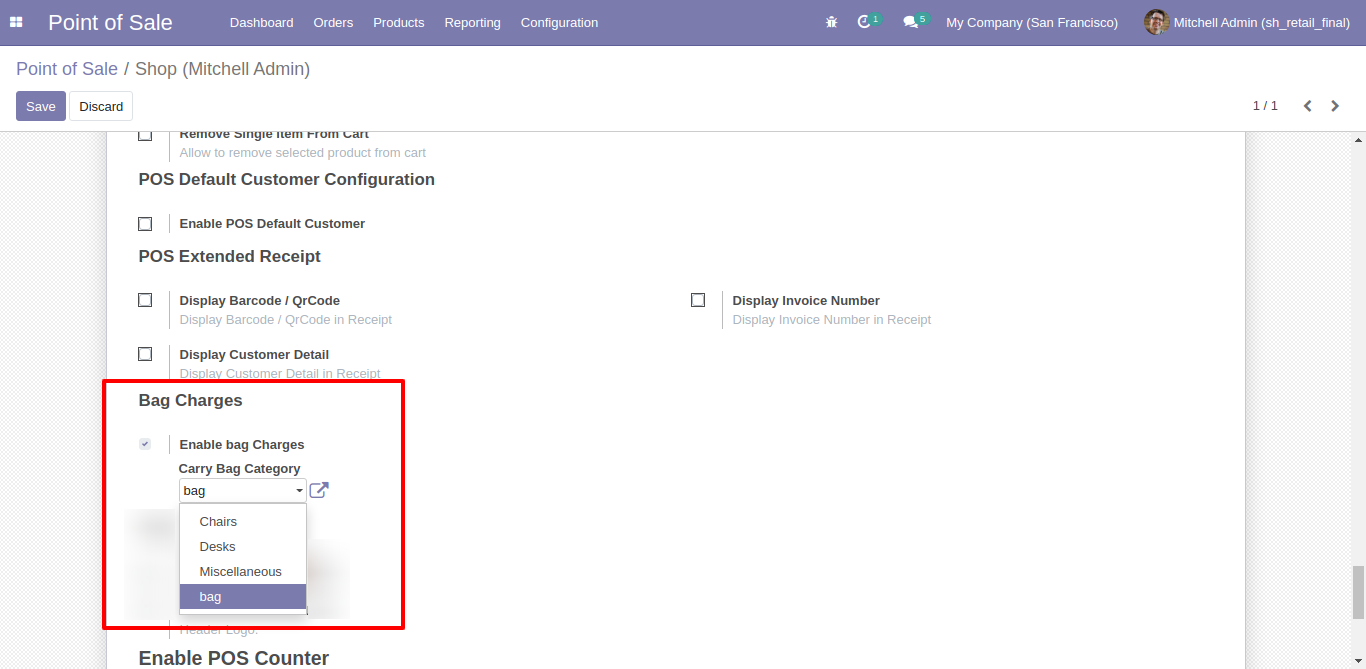 Point of Sale Dashboard Orders Products Reporting Configuration 1 5 My Company (San Francisco) Mitchell Admin (sh_retail_final)
Point of Sale / Shop (Mitchell Admin)
Save Discard 1 / 1
Remove Single Item From Cart
Allow to remove selected product from cart
POS Default Customer Configuration
Enable POS Default Customer
POS Extended Receipt
Display Barcode / QrCode Display Invoice Number
Display Barcode / QrCode in Receipt Display Invoice Number in Receipt
Display Customer Detail
Display Customer Detail in Receipt
Bag Charges
Enable bag Charges
Carry Bag Category
bag
Chairs
Desks
Miscellaneous
bag
Header Logo.
Enable POS Counter